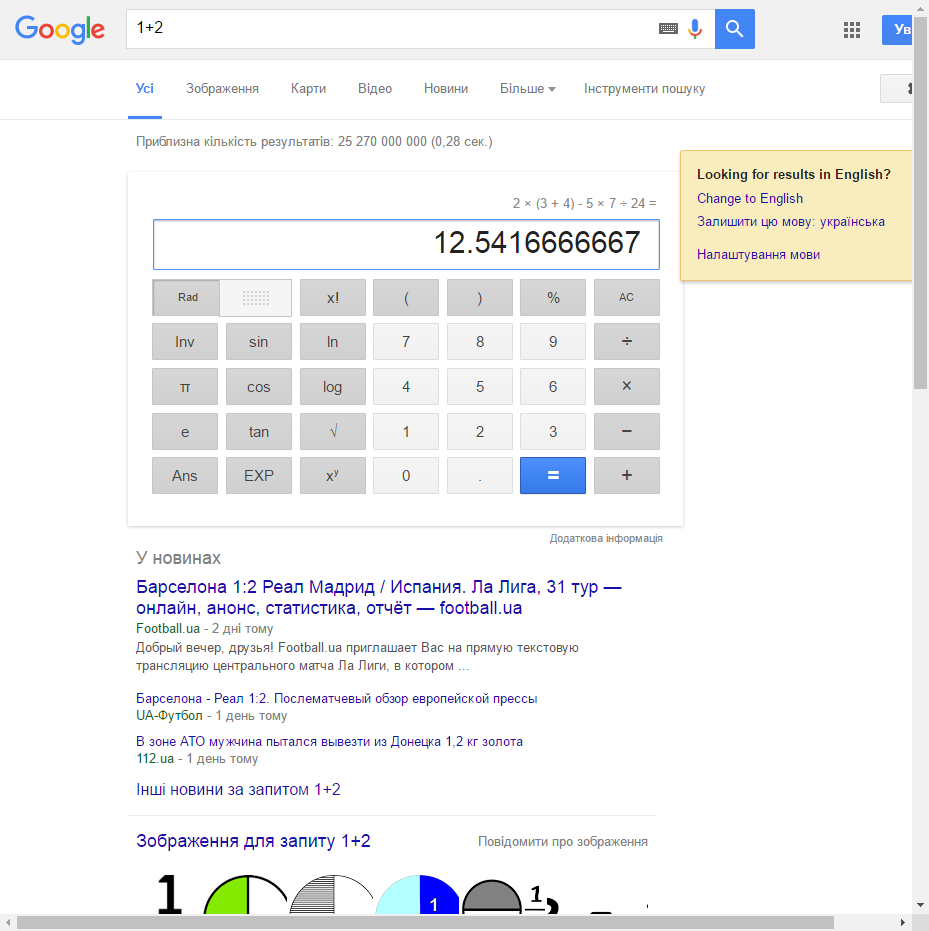 Google
1+2
Ув
Усі
Зображення
Карти
Відео
Новини
Більше
Інструменти пошуку
Приблизна кількість результатів: 25 270 000 000 (0,28 сек.)
Looking for results in English?
Change to English
Залишити цю мову: українська
Налаштування мови
2 × (3 + 4) - 5 × 7 ÷ 24 =
12.5416666667
Rad x! ( ) % AC
Inv sin ln 7 8 9 ÷
π cos log 4 5 6 ×
e tan √ 1 2 3 −
Ans EXP xʸ 0 . = +
Додаткова інформація
У новинах
Барселона 1:2 Реал Мадрид / Испания. Ла Лига, 31 тур —
онлайн, анонс, статистика, отчёт — football.ua
Football.ua - 2 дні тому
Добрый вечер, друзья! Football.ua приглашает Вас на прямую текстовую
трансляцию центрального матча Ла Лиги, в котором ...
Барселона - Реал 1:2. Послематчевый обзор европейской прессы
UA-Футбол - 1 день тому
В зоне АТО мужчина пытался вывезти из Донецка 1,2 кг золота
112.ua - 1 день тому
Інші новини за запитом 1+2
Зображення для запиту 1+2
Повідомити про зображення
1
1
1